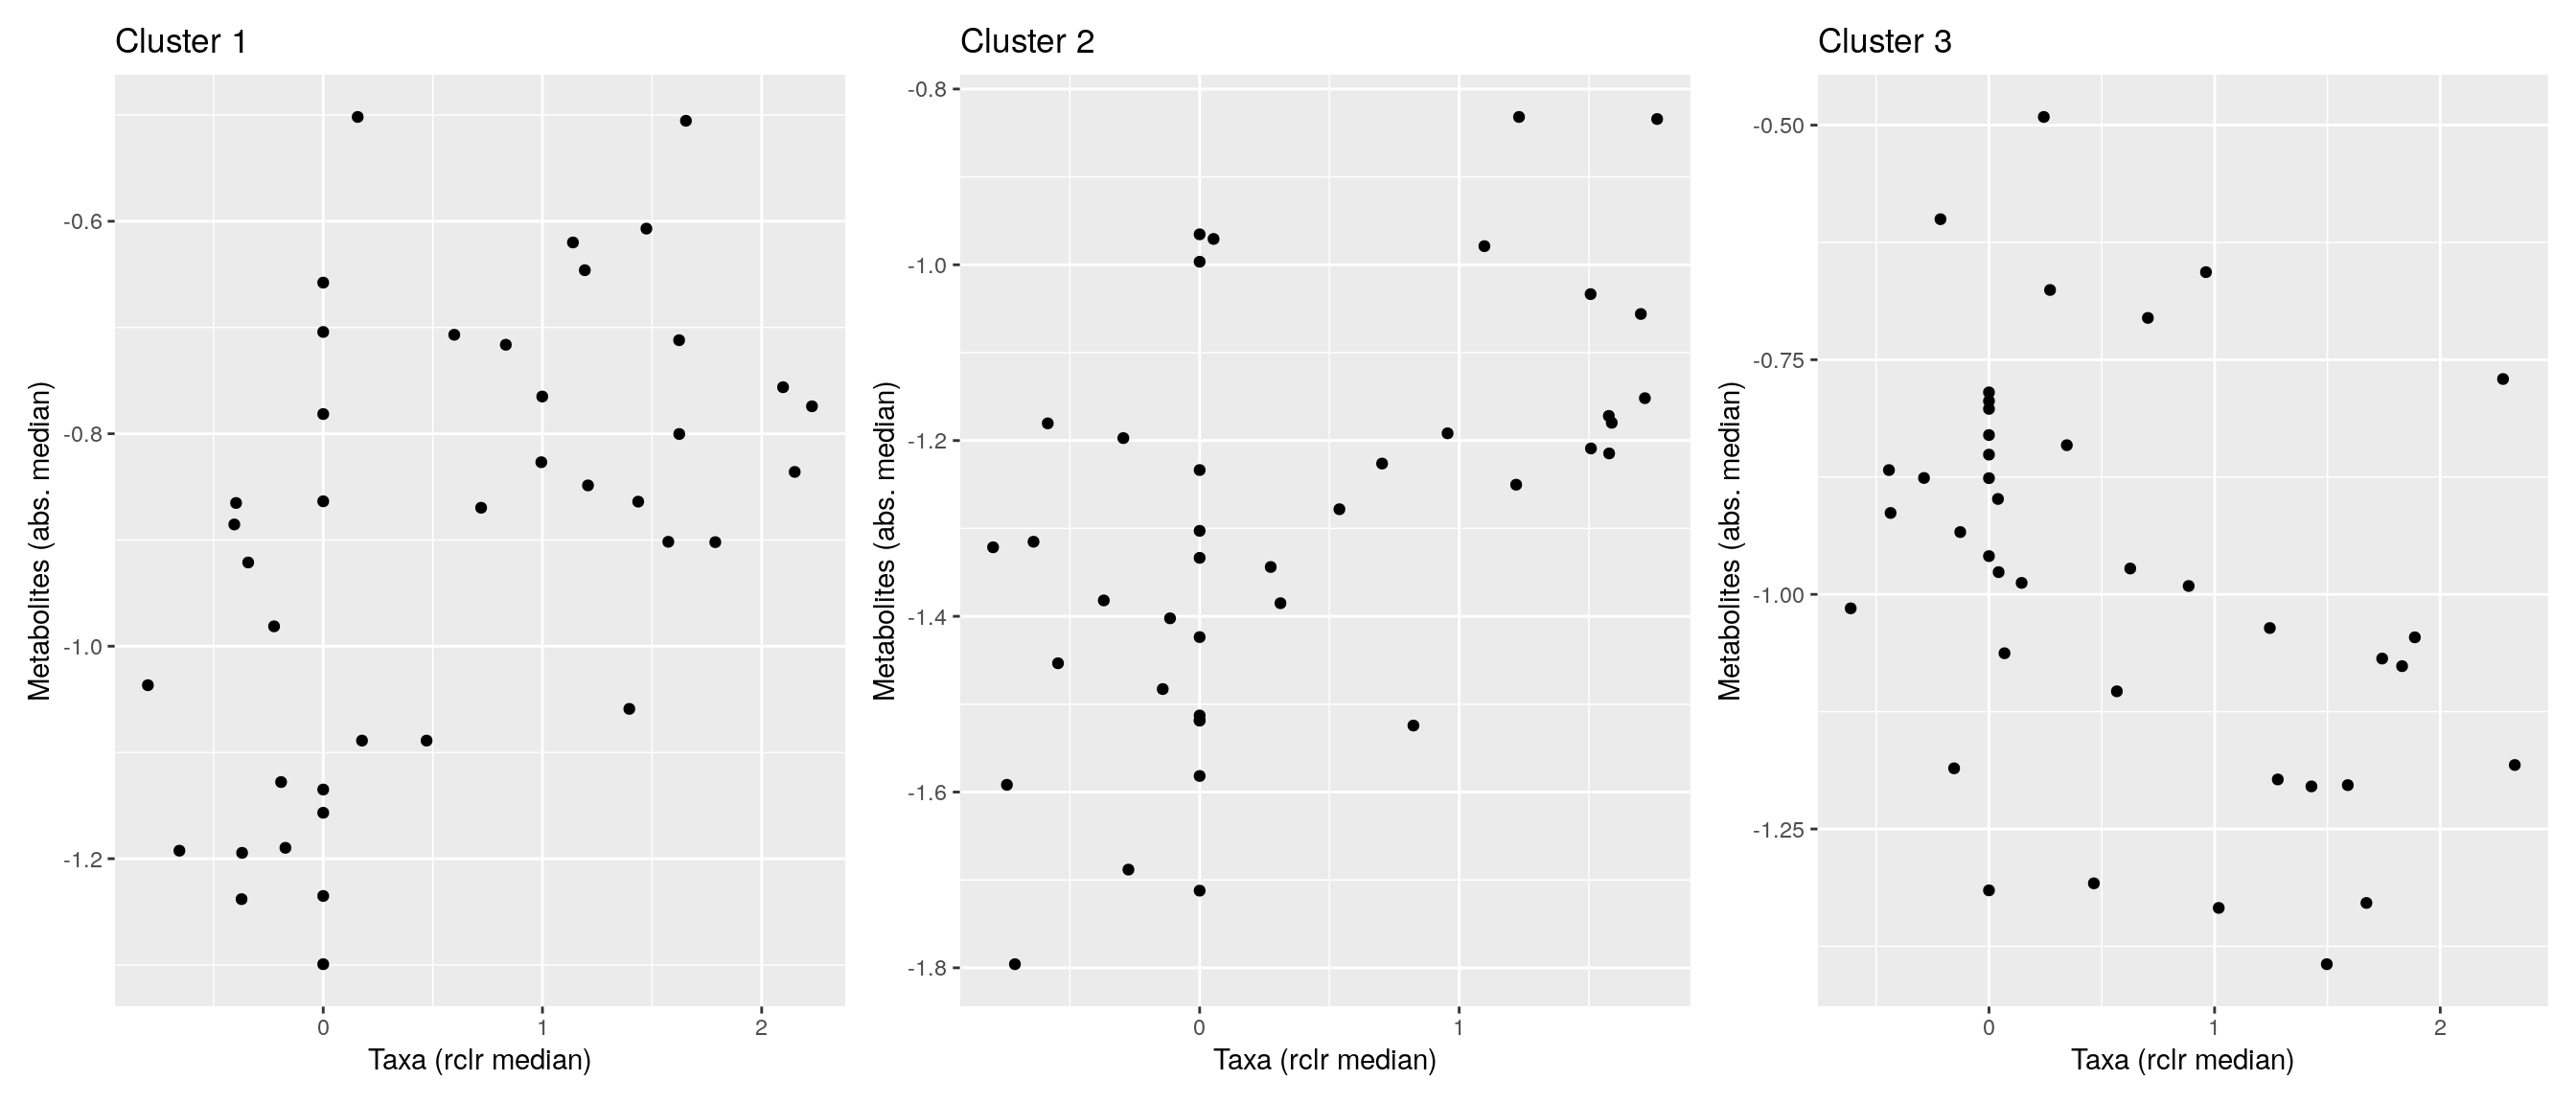 Cluster 1
Metabolites (abs. median)
-0.6
-0.8
-1.0
-1.2
0
1
2
Taxa (rclr median)
Cluster 2
Metabolites (abs. median)
-0.8
-1.0
-1.2
-1.4
-1.6
-1.8
0
1
Taxa (rclr median)
Cluster 3
Metabolites (abs. median)
-0.50
-0.75
-1.00
-1.25
0
1
2
Taxa (rclr median)